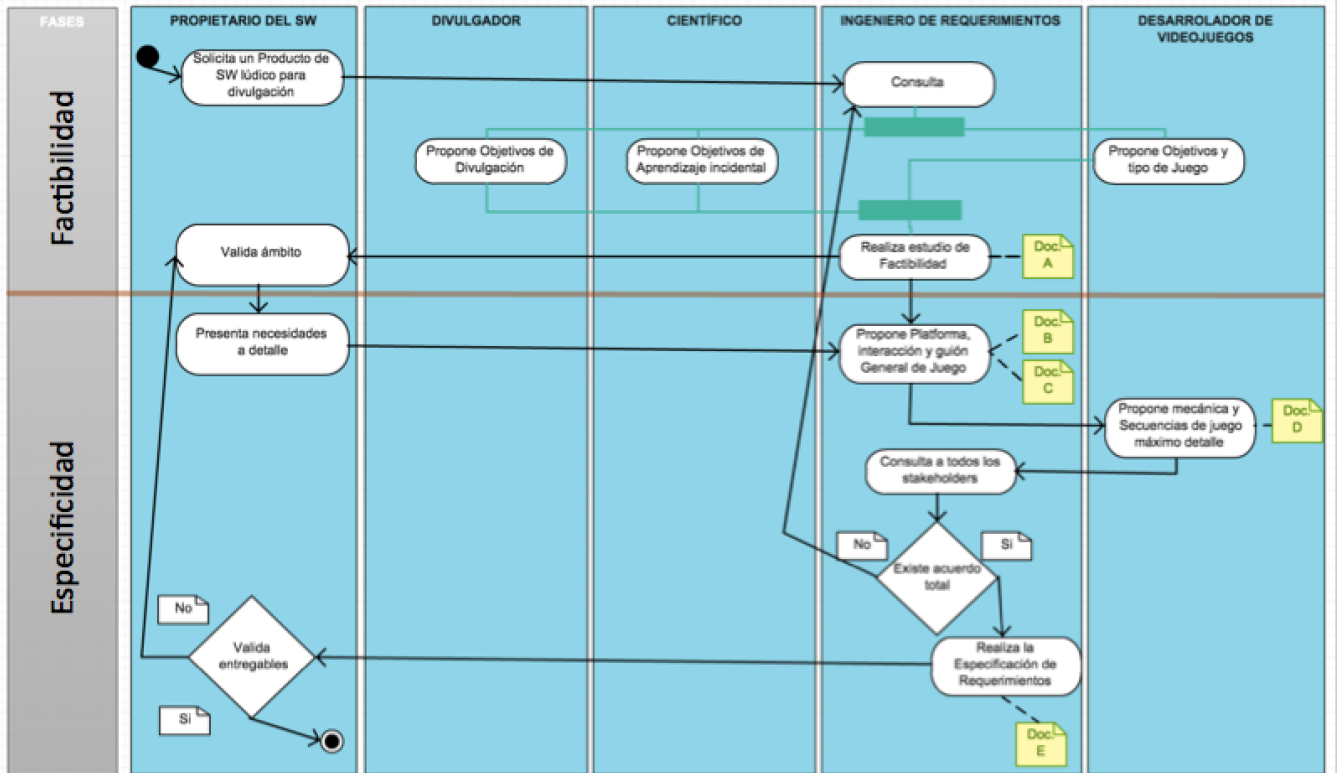 FASES
PROPIETARIO DEL SW
DIVULGADOR
CIENTÍFICO
INGENIERO DE REQUERIMIENTOS
DESARROLADOR DE
VIDEOJUEGOS
Factibilidad
Solicita un Producto de
SW lúdico para
divulgación
Consulta
Propone Objetivos de
Divulgación
Propone Objetivos de
Aprendizaje incidental
Propone Objetivos y
tipo de Juego
Valida ámbito
Realiza estudio de
Factibilidad
Doc.
A
Especificidad
Presenta necesidades
a detalle
Propone Platforma,
interacción y guión
General de Juego
Doc.
B
Doc.
C
Propone mecánica y
Secuencias de juego
máximo detalle
Doc.
D
Consulta a todos los
stakeholders
No
Si
Existe acuerdo
total
No
Valida
entregables
Si
Realiza la
Especificación de
Requerimientos
Doc.
E